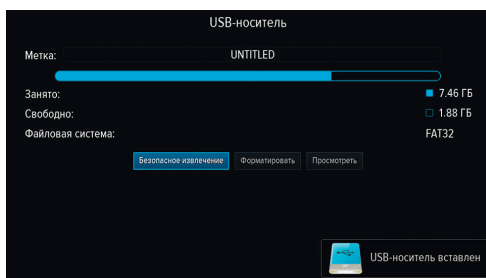 USB-носитель
Метка: UNTITLED
Занято: 7.46 ГБ
Свободно: 1.88 ГБ
Файловая система: FAT32
Безопасное извлечение Форматировать Просмотреть
USB-носитель вставлен